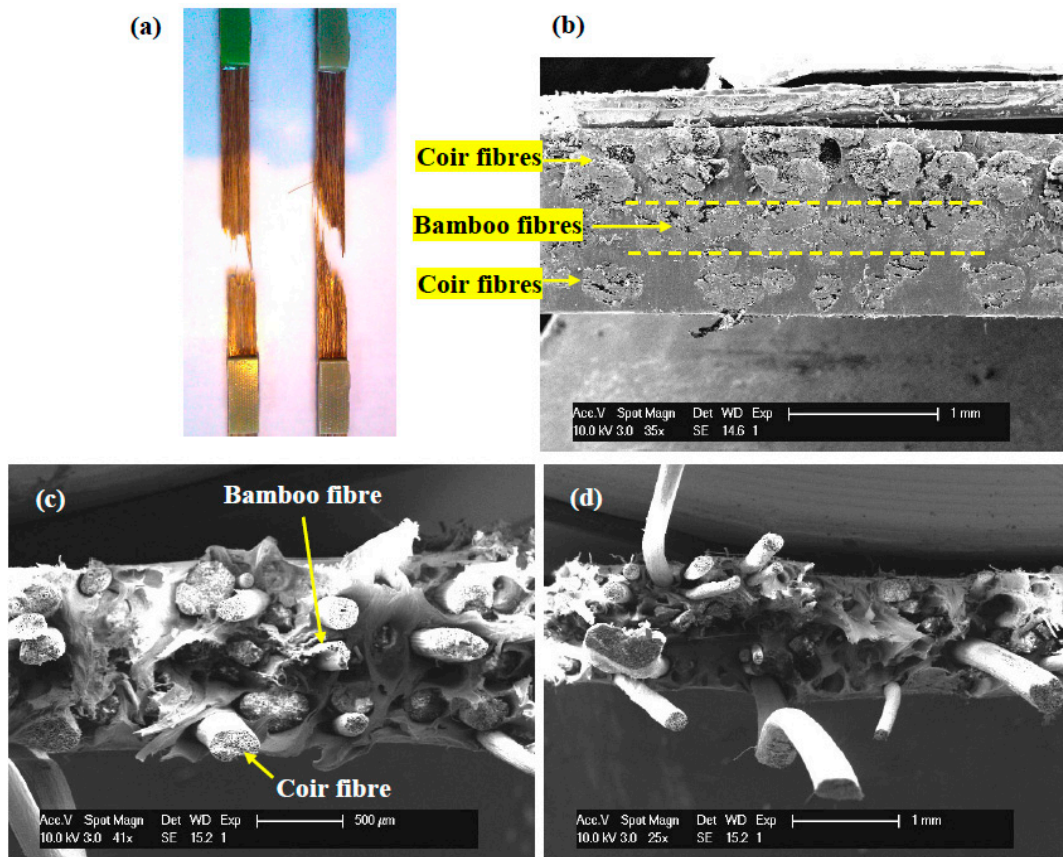 (a)
(b)
Coir fibres
Bamboo fibres
Coir fibres
Acc.V Spot Magn Det WD Exp 1 mm
10.0 kV 3.0 35x SE 14.6 1
(c)
Bamboo fibre
Coir fibre
Acc.V Spot Magn Det WD Exp 500 µm
10.0 kV 3.0 41x SE 15.2 1
(d)
Acc.V Spot Magn Det WD Exp 1 mm
10.0 kV 3.0 25x SE 15.2 1